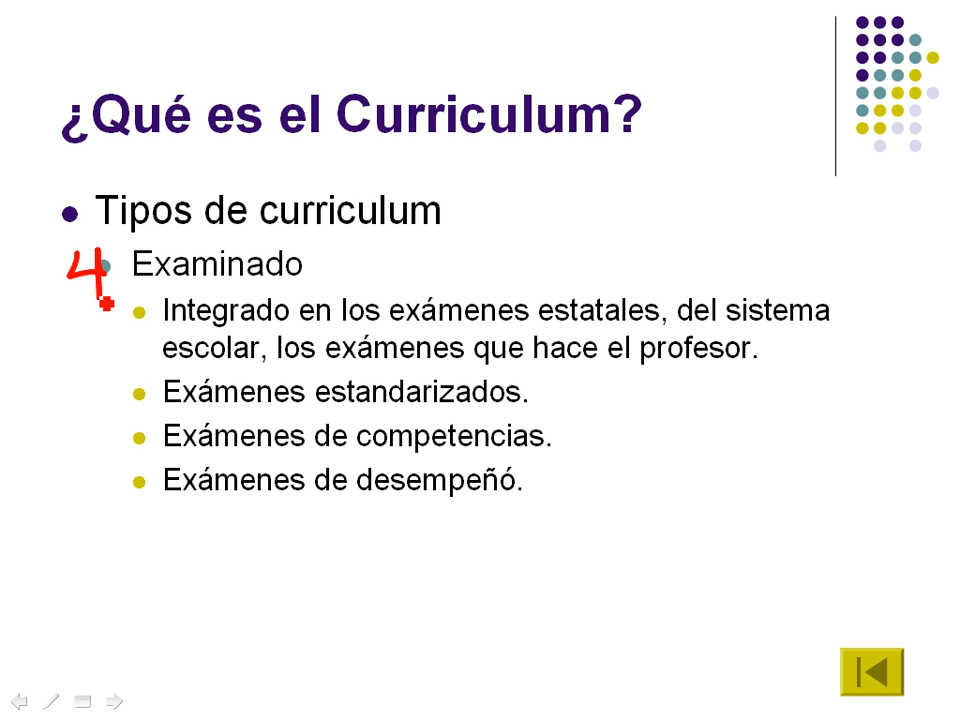 ¿Qué es el Curriculum?
Tipos de curriculum
4. Examinado
Integrado en los exámenes estatales, del sistema
escolar, los exámenes que hace el profesor.
Exámenes estandarizados.
Exámenes de competencias.
Exámenes de desempeñó.